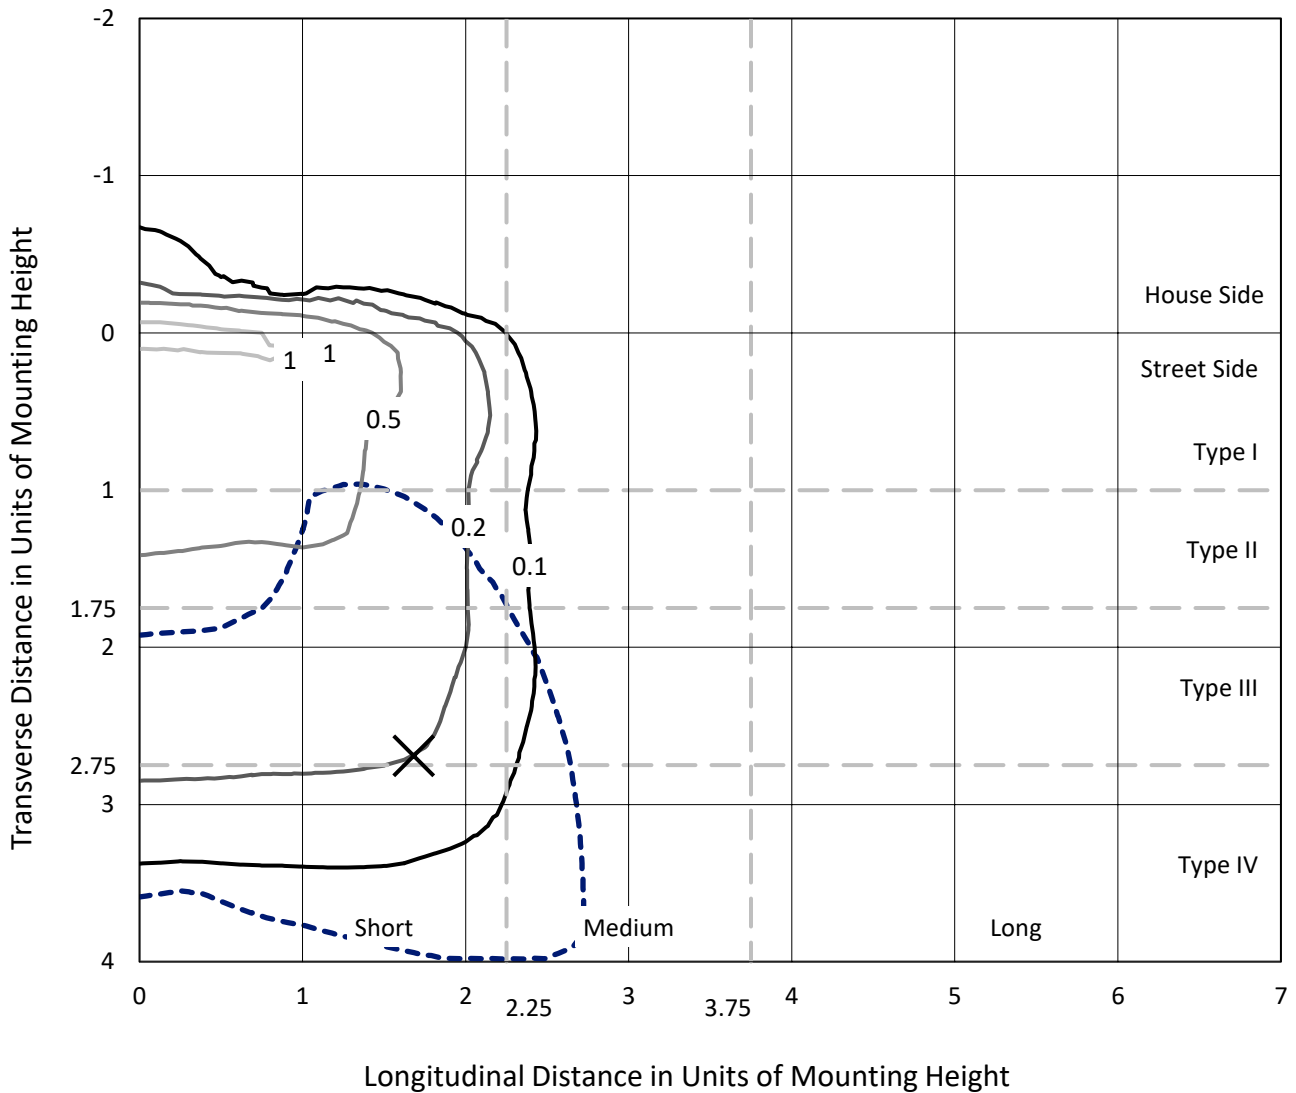 -2
-1
House Side
0
1
1
Street Side
0.5
Type I
1
0.2
Type II
0.1
1.75
2
Type III
2.75
3
Type IV
Short
Medium
Long
4
0
1
2
2.25
3
3.75
4
5
6
7
Transverse Distance in Units of Mounting Height
Longitudinal Distance in Units of Mounting Height